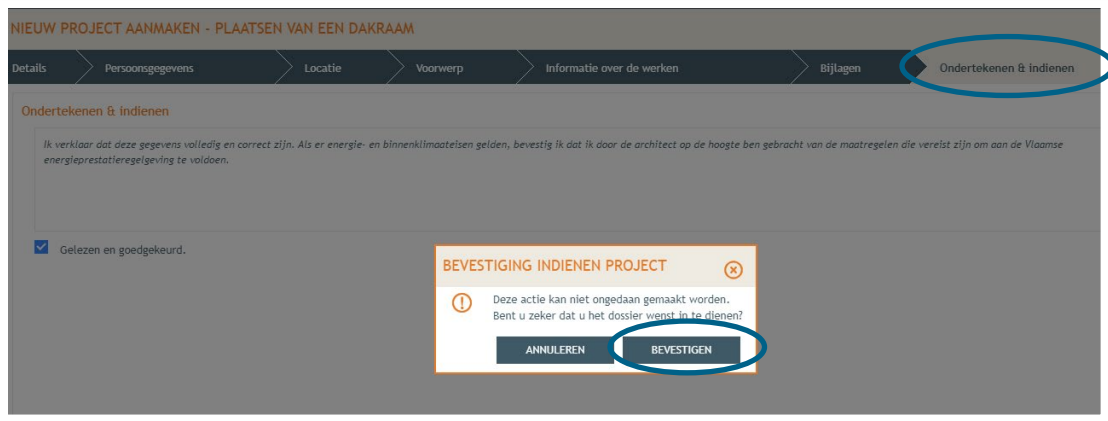 NIEUW PROJECT AANMAKEN - PLAATSEN VAN EEN DAKRAAM
Details Persoonsgegevens Locatie Voorwerp Informatie over de werken Bijlagen Ondertekenen & indienen
Ondertekenen & indienen
Ik verklaar dat deze gegevens volledig en correct zijn. Als er energie- en binnenklimaateisen gelden, bevestig ik dat ik door de architect op de hoogte ben gebracht van de maatregelen die vereist zijn om aan de Vlaamse
energieprestatieregelgeving te voldoen.
Gelezen en goedgekeurd.
BEVESTIGING INDIENEN PROJECT
Deze actie kan niet ongedaan gemaakt worden.
Bent u zeker dat u het dossier wenst in te dienen?
ANNULEREN BEVESTIGEN